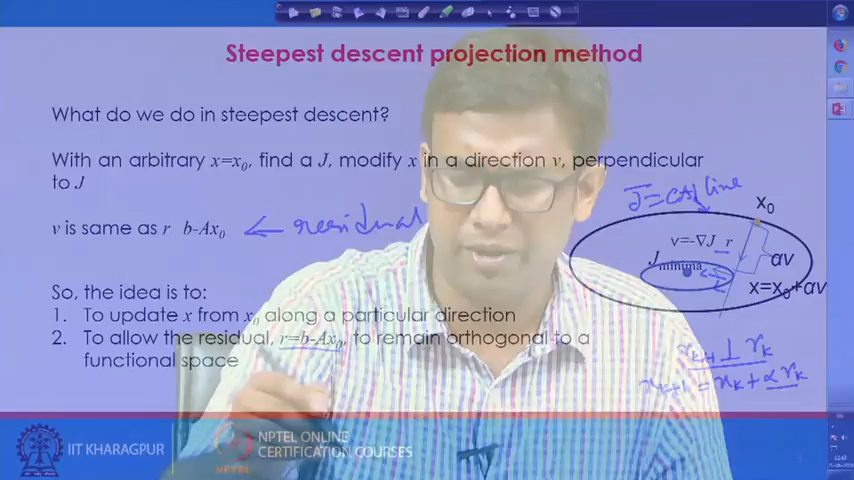 Steepest descent projection method
What do we do in steepest descent?
With an arbitrary x=x0, find a J, modify x in a direction v, perpendicular
to J
J = line
x0
v is same as r b-Ax0 ← residual
v=-∇J r
Jminima
αv
x=x0+αv
So, the idea is to:
1. To update x from x0 along a particular direction
2. To allow the residual, r=b-Ax0, to remain orthogonal to a
functional space
rk+1 ⊥ rk
xk+1 = xk + α rk
IIT KHARAGPUR
NPTEL
NPTEL ONLINE
CERTIFICATION COURSES